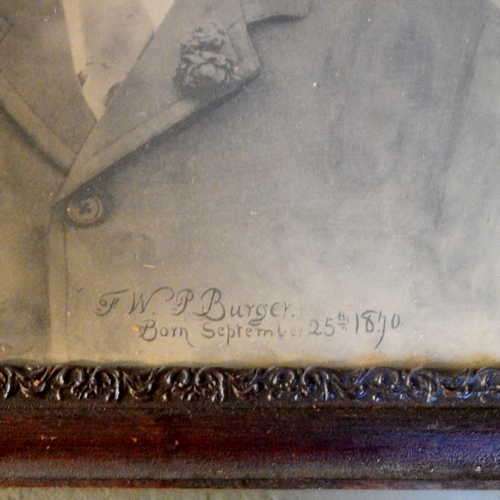 F. W. P. Burger.
Born September 25th 1870